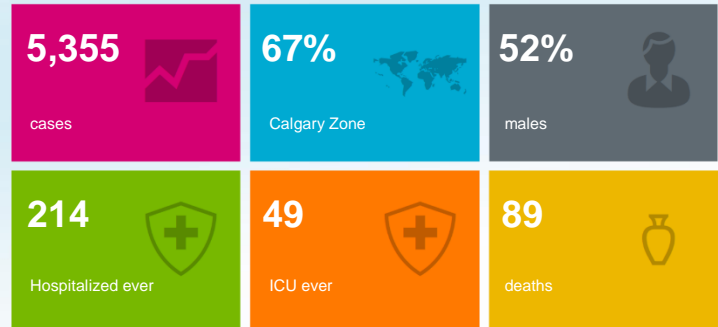 5,355
cases
67%
Calgary Zone
52%
males
214
Hospitalized ever
49
ICU ever
89
deaths